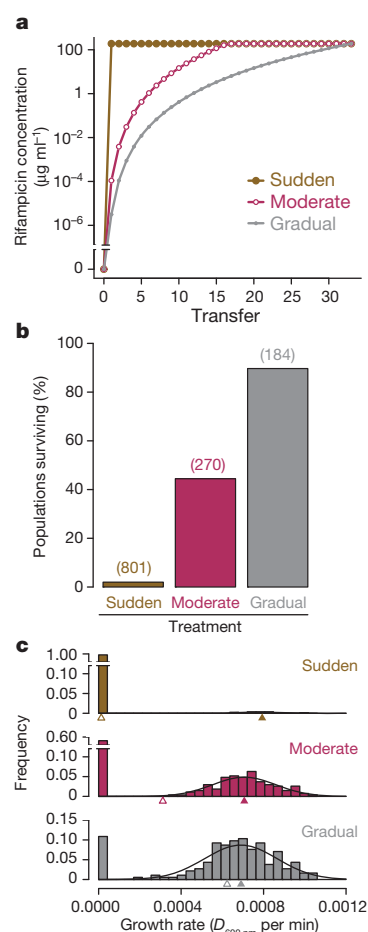 a
Rifampicin concentration
(µg ml⁻¹)
100
1
10⁻²
10⁻⁴
10⁻⁶
0
Sudden
Moderate
Gradual
0 5 10 15 20 25 30
Transfer
b
Populations surviving (%)
100
80
60
40
20
0
(801)
(270)
(184)
Sudden Moderate Gradual
Treatment
c
Frequency
1.00
0.10
0.05
0
Sudden
0.60
0.10
0.05
0
Moderate
0.15
0.10
0.05
0
Gradual
0.0000 0.0004 0.0008 0.0012
Growth rate (D per min)